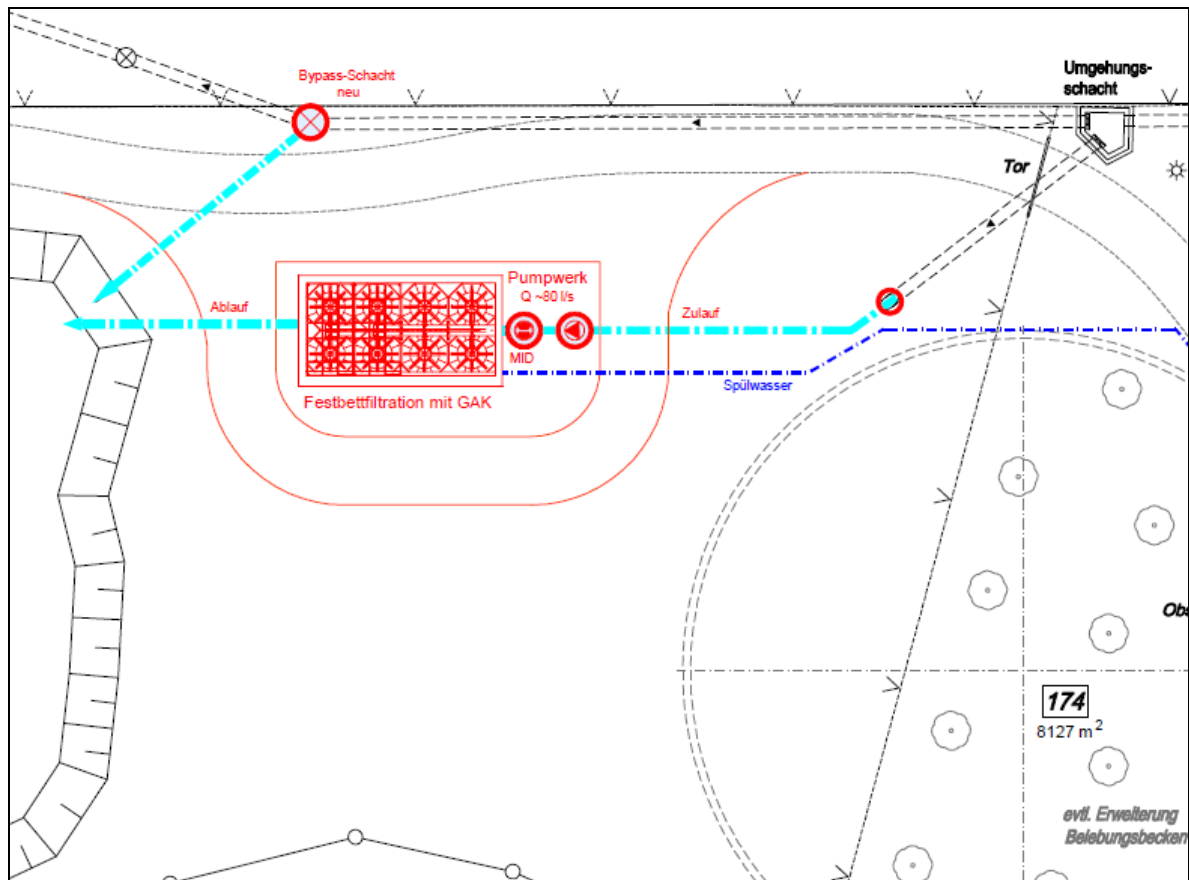 Bypass-Schacht
neu
Umgehungs-
schacht
Tor
Pumpwerk
Q ~80 l/s
Ablauf
Zulauf
MID
Spülwasser
Festbettfiltration mit GAK
Obs
174
8127 m²
evtl. Erweiterung
Belebungsbecken